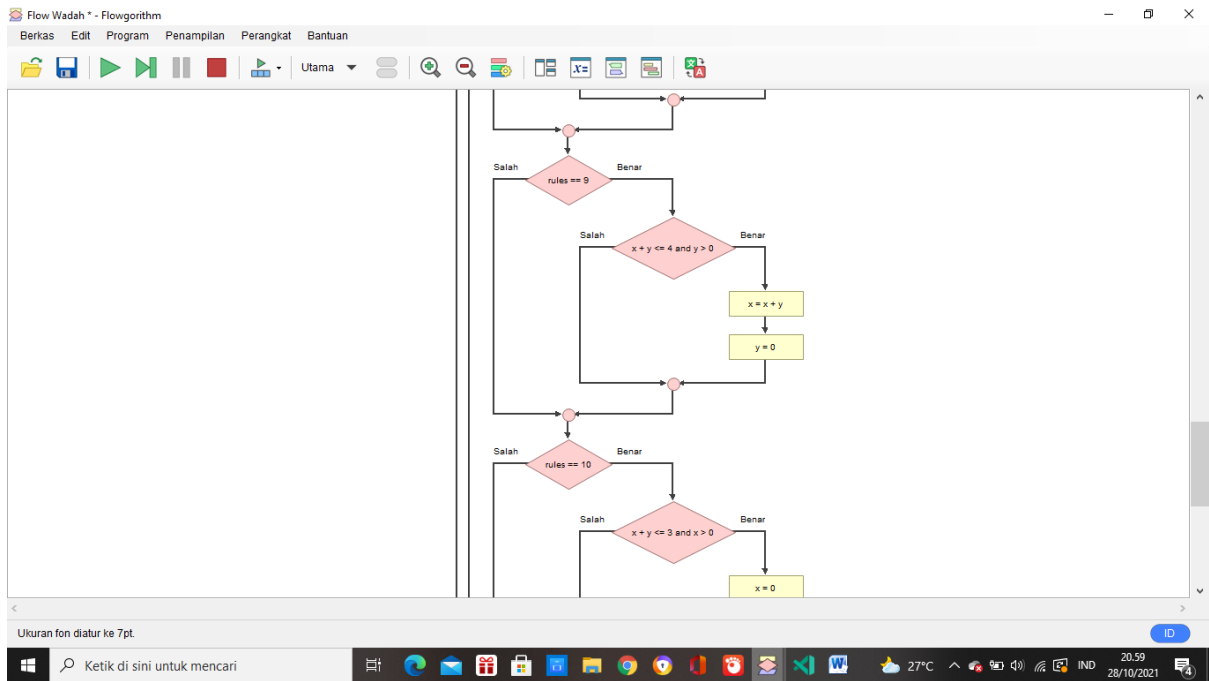 Flow Wadah * - Flowgorithm
Berkas Edit Program Penampilan Perangkat Bantuan
Utama
x=
Salah
rules == 9
Benar
Salah
x + y <= 4 and y > 0
Benar
x = x + y
y = 0
Salah
rules == 10
Benar
Salah
x + y <= 3 and x > 0
Benar
x = 0
Ukuran fon diatur ke 7pt.
ID
Ketik di sini untuk mencari
27°C
IND
20.59
28/10/2021
4